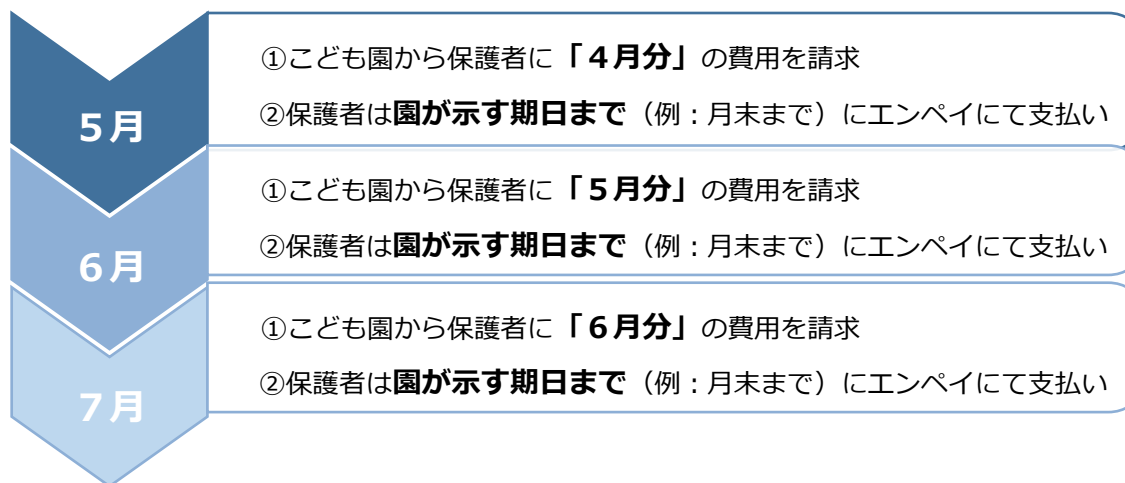 5月
①こども園から保護者に「４月分」の費用を請求
②保護者は園が示す期日まで（例：月末まで）にエンペイにて支払い
６月
①こども園から保護者に「５月分」の費用を請求
②保護者は園が示す期日まで（例：月末まで）にエンペイにて支払い
７月
①こども園から保護者に「６月分」の費用を請求
②保護者は園が示す期日まで（例：月末まで）にエンペイにて支払い